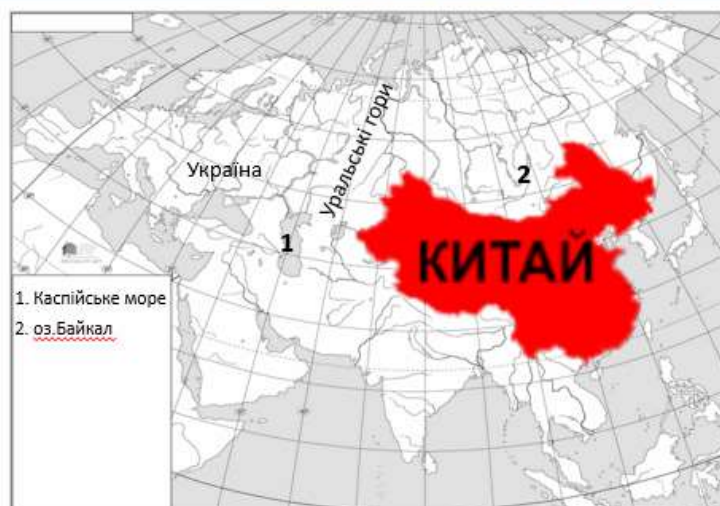 Україна
Уральські гори
2
1
КИТАЙ
1. Каспійське море
2. оз.Байкал